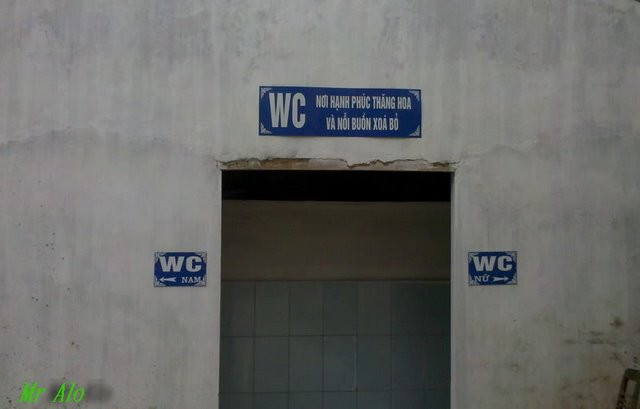 WC
NƠI HẠNH PHÚC THĂNG HOA
VÀ NỖI BUỒN XOÁ BỎ
WC
NAM
WC
NỮ
Mr Alo